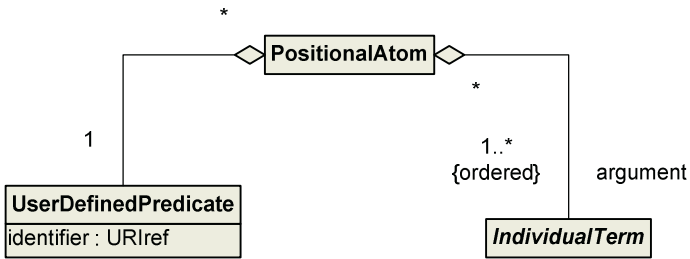 *
PositionalAtom
*
1
1..*
{ordered}
argument
UserDefinedPredicate
identifier : URIref
IndividualTerm